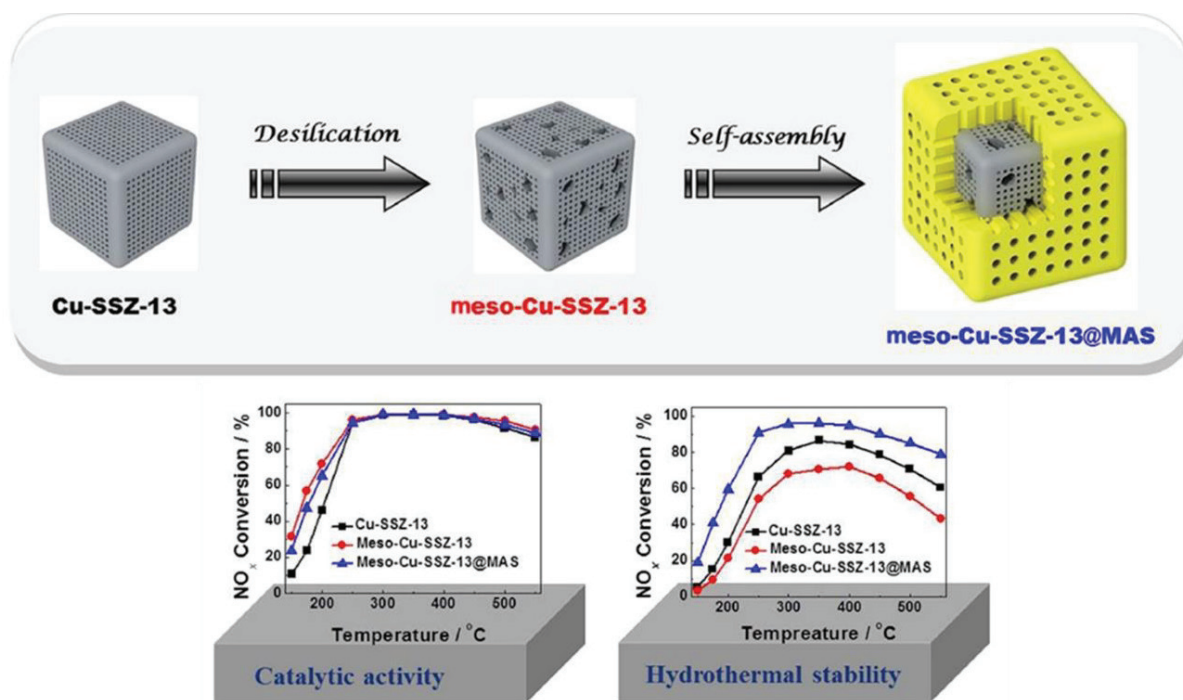 Desilication
Self-assembly
Cu-SSZ-13
meso-Cu-SSZ-13
meso-Cu-SSZ-13@MAS
NOx Conversion / %
100
80
60
40
20
0
Cu-SSZ-13
Meso-Cu-SSZ-13
Meso-Cu-SSZ-13@MAS
200 300 400 500
Temperature / °C
Catalytic activity
NOx Conversion / %
100
80
60
40
20
0
Cu-SSZ-13
Meso-Cu-SSZ-13
Meso-Cu-SSZ-13@MAS
200 300 400 500
Tempreature / °C
Hydrothermal stability